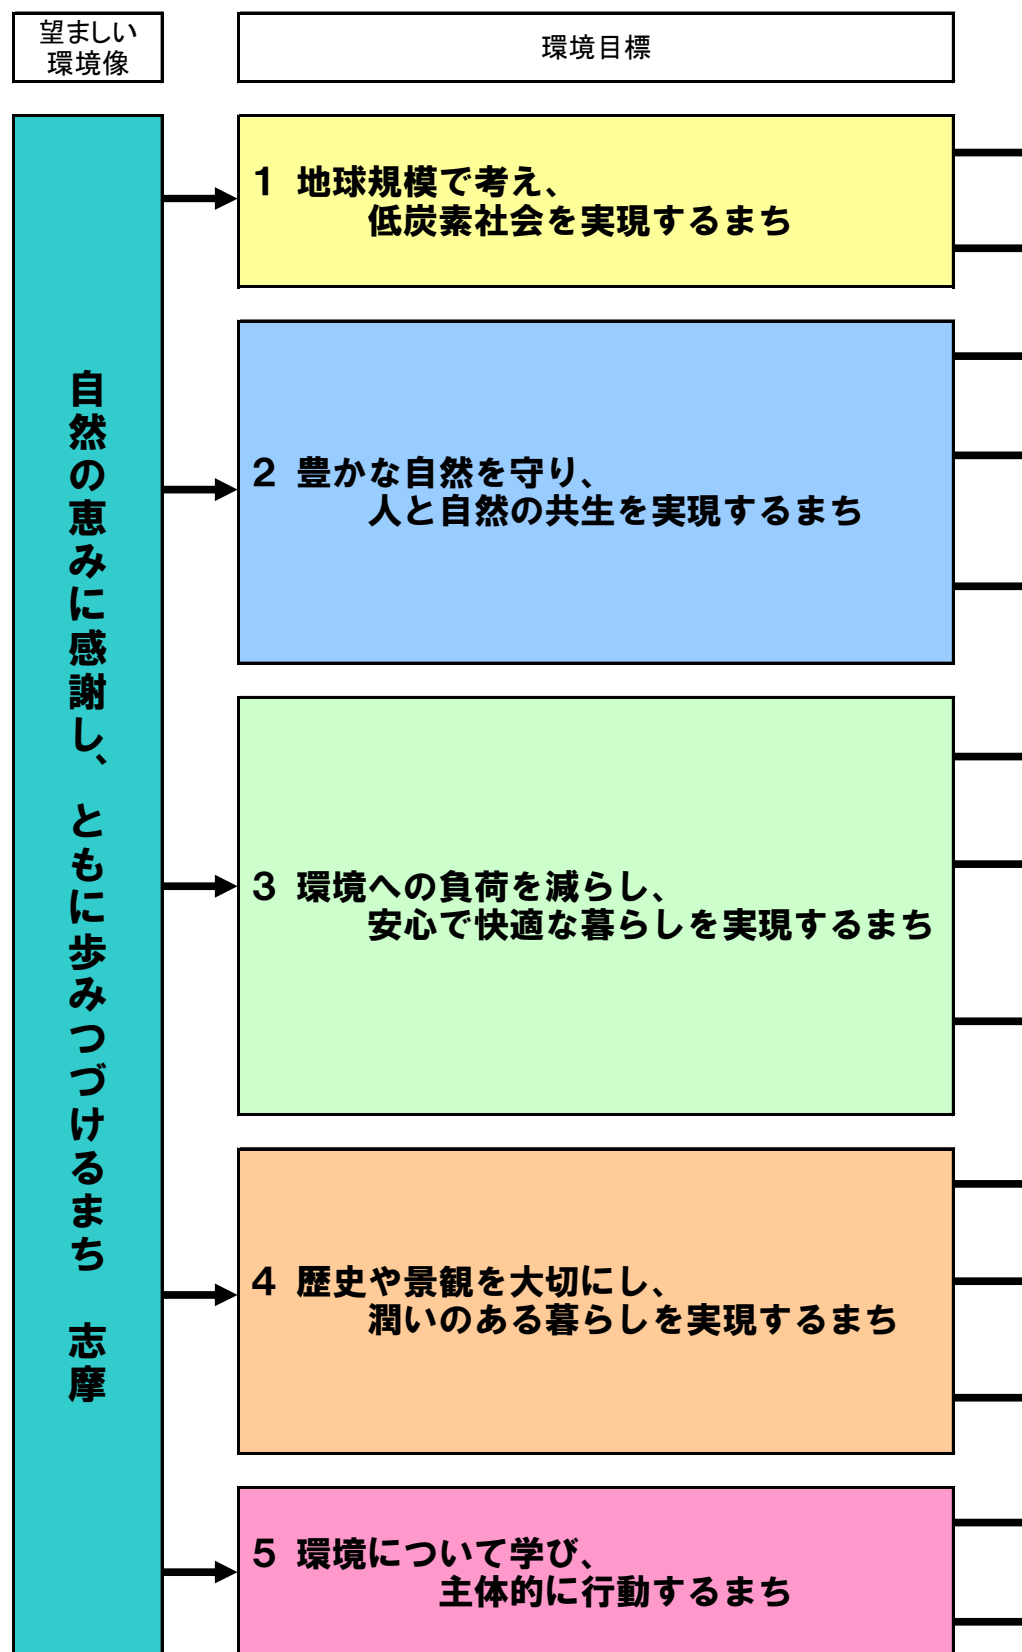 望ましい
環境像
環境目標
自然の恵みに感謝し、ともに歩みつづけるまち　志摩
1 地球規模で考え、
低炭素社会を実現するまち
2 豊かな自然を守り、
人と自然の共生を実現するまち
3 環境への負荷を減らし、
安心で快適な暮らしを実現するまち
4 歴史や景観を大切にし、
潤いのある暮らしを実現するまち
5 環境について学び、
主体的に行動するまち